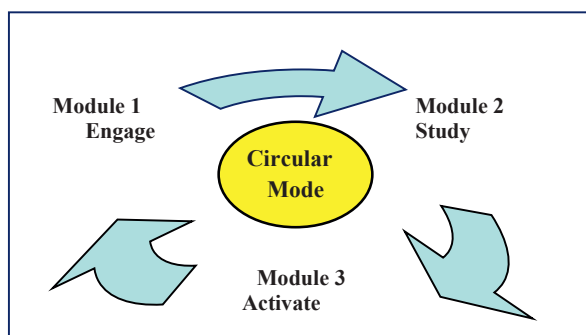 Module 1
Engage
Module 2
Study
Circular
Mode
Module 3
Activate